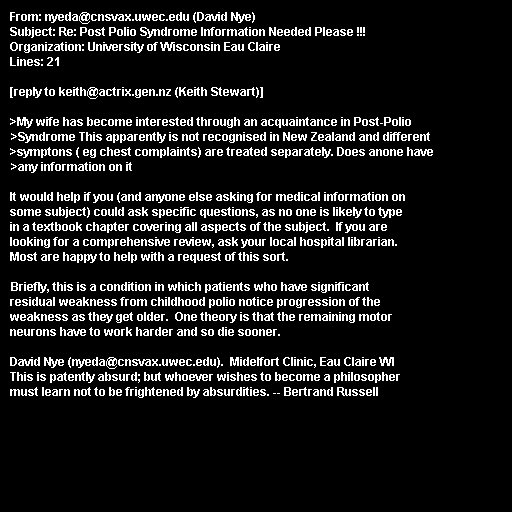 From: nyeda@cnsvax.uwec.edu (David Nye)
Subject: Re: Post Polio Syndrome Information Needed Please !!!
Organization: University of Wisconsin Eau Claire
Lines: 21

[reply to keith@actrix.gen.nz (Keith Stewart)]

>My wife has become interested through an acquaintance in Post-Polio
>Syndrome This apparently is not recognised in New Zealand and different
>symptons ( eg chest complaints) are treated separately. Does anone have
>any information on it

It would help if you (and anyone else asking for medical information on
some subject) could ask specific questions, as no one is likely to type
in a textbook chapter covering all aspects of the subject.  If you are
looking for a comprehensive review, ask your local hospital librarian.
Most are happy to help with a request of this sort.

Briefly, this is a condition in which patients who have significant
residual weakness from childhood polio notice progression of the
weakness as they get older.  One theory is that the remaining motor
neurons have to work harder and so die sooner.

David Nye (nyeda@cnsvax.uwec.edu).  Midelfort Clinic, Eau Claire WI
This is patently absurd; but whoever wishes to become a philosopher
must learn not to be frightened by absurdities. -- Bertrand Russell